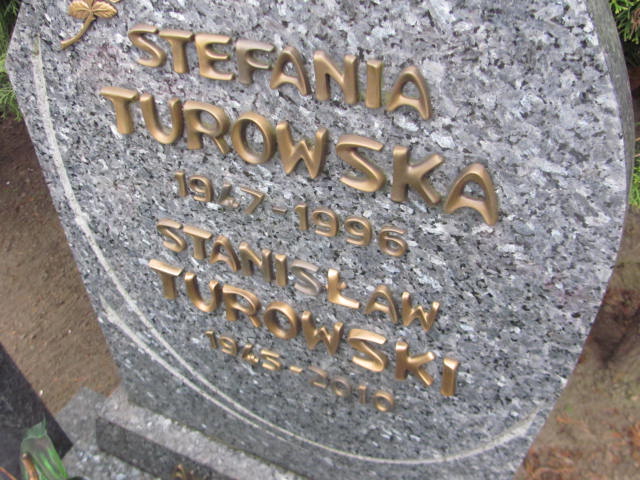 STEFANIA
TUROWSKA
1947-1996
STANISŁAW
TUROWSKI
1945-2010